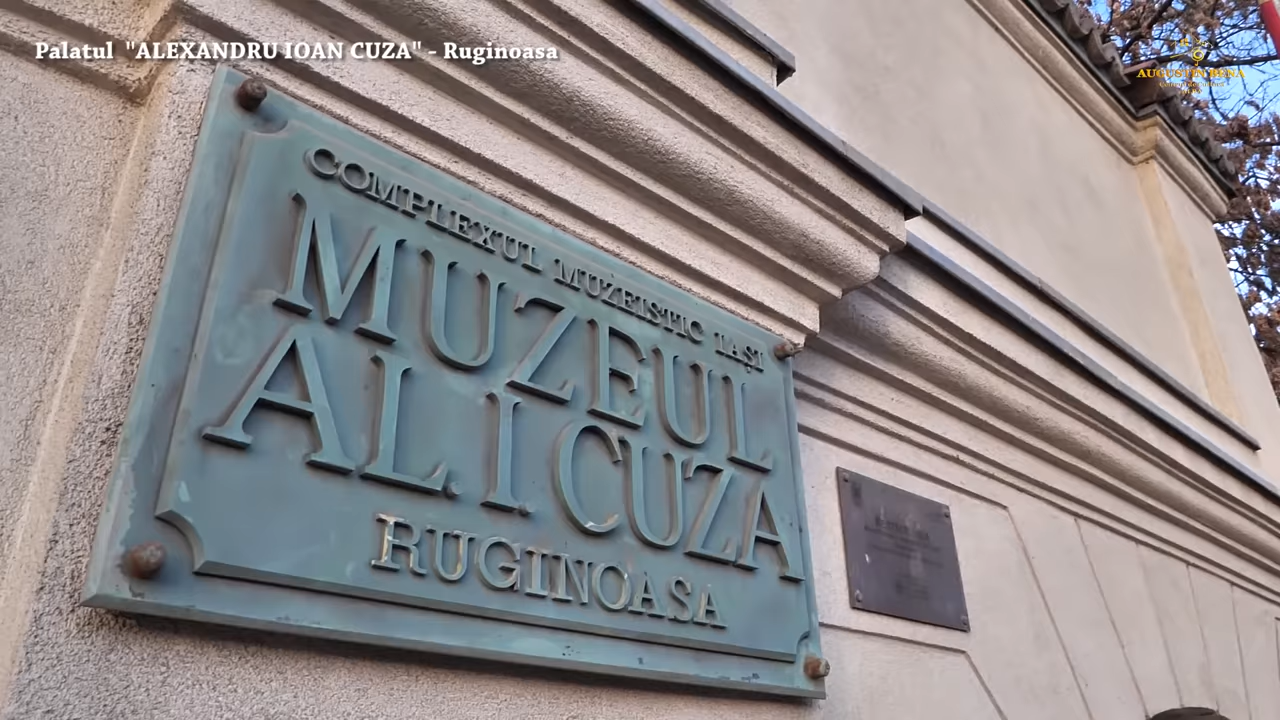 Palatul "ALEXANDRU IOAN CUZA" - Ruginoasa
AUGUSTIN BENA
COMPLEXUL MUZEISTIC IAȘI
MUZEUL
AL. I CUZA
RUGINOASA